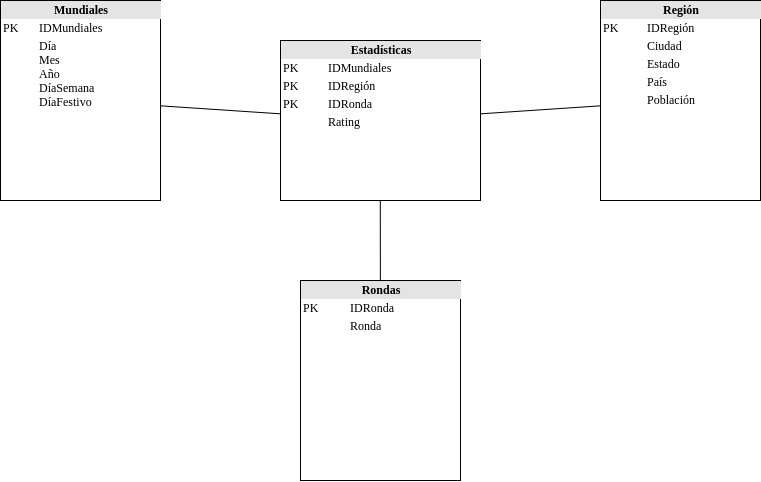 Mundiales
PK IDMundiales
Día
Mes
Año
DíaSemana
DíaFestivo
Estadísticas
PK IDMundiales
PK IDRegión
PK IDRonda
Rating
Región
PK IDRegión
Ciudad
Estado
País
Población
Rondas
PK IDRonda
Ronda